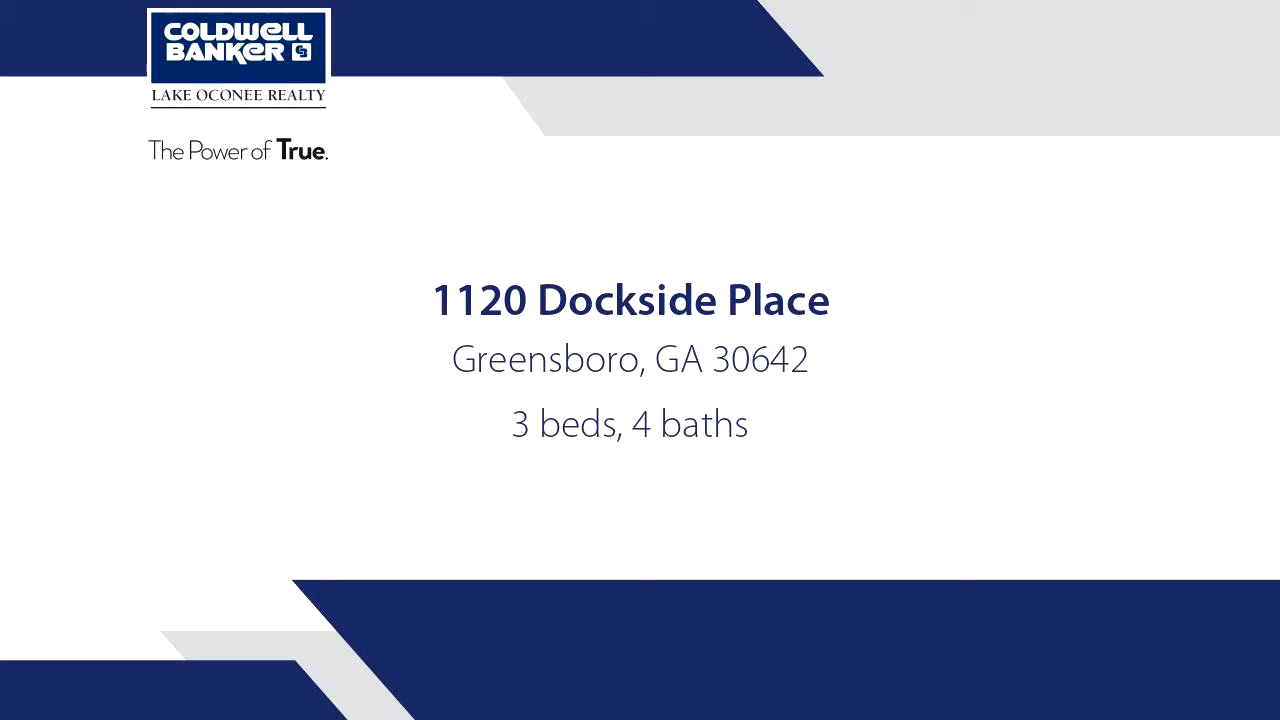 COLDWELL
BANKER
LAKE OCONEE REALTY
The Power of True.
1120 Dockside Place
Greensboro, GA 30642
3 beds, 4 baths